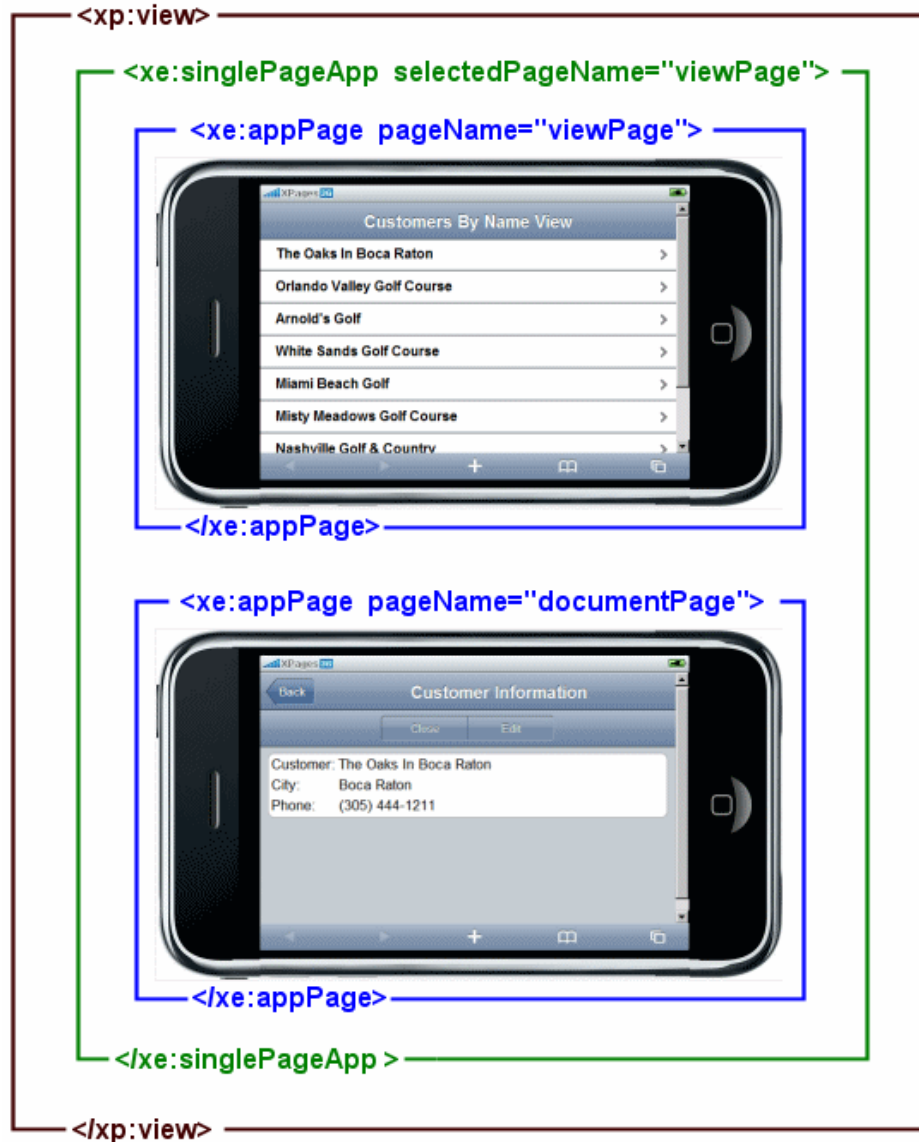 <xp:view>
<xe:singlePageApp selectedPageName="viewPage">
<xe:appPage pageName="viewPage">
XPages 3G
Customers By Name View
The Oaks In Boca Raton
Orlando Valley Golf Course
Arnold's Golf
White Sands Golf Course
Miami Beach Golf
Misty Meadows Golf Course
Nashville Golf & Country
</xe:appPage>
<xe:appPage pageName="documentPage">
XPages 3G
Back
Customer Information
Close Edit
Customer: The Oaks In Boca Raton
City: Boca Raton
Phone: (305) 444-1211
</xe:appPage>
</xe:singlePageApp >
</xp:view>